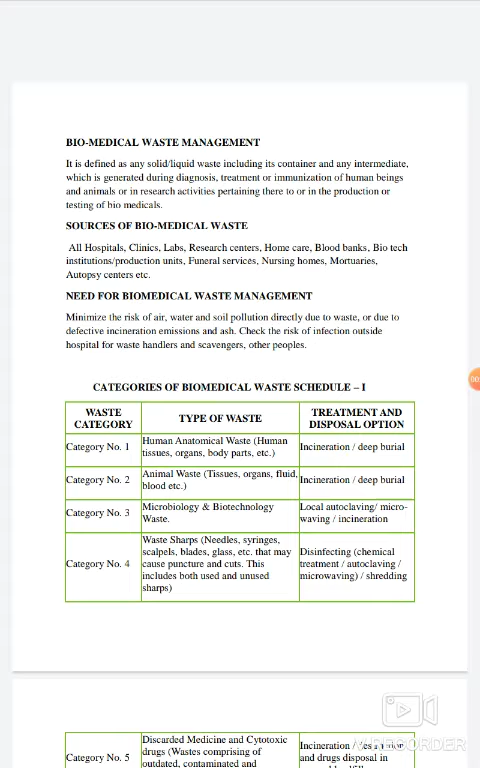 BIO-MEDICAL WASTE MANAGEMENT
It is defined as any solid/liquid waste including its container and any intermediate,
which is generated during diagnosis, treatment or immunization of human beings
and animals or in research activities pertaining there to or in the production or
testing of bio medicals.
SOURCES OF BIO-MEDICAL WASTE
All Hospitals, Clinics, Labs, Research centers, Home care, Blood banks, Bio tech
institutions/production units, Funeral services, Nursing homes, Mortuaries,
Autopsy centers etc.
NEED FOR BIOMEDICAL WASTE MANAGEMENT
Minimize the risk of air, water and soil pollution directly due to waste, or due to
defective incineration emissions and ash. Check the risk of infection outside
hospital for waste handlers and scavengers, other peoples.
CATEGORIES OF BIOMEDICAL WASTE SCHEDULE – I
WASTE
CATEGORY
TYPE OF WASTE
TREATMENT AND
DISPOSAL OPTION
Category No. 1
Human Anatomical Waste (Human
tissues, organs, body parts, etc.)
Incineration / deep burial
Category No. 2
Animal Waste (Tissues, organs, fluid,
blood etc.)
Incineration / deep burial
Category No. 3
Microbiology & Biotechnology
Waste.
Local autoclaving/ micro-
waving / incineration
Category No. 4
Waste Sharps (Needles, syringes,
scalpels, blades, glass, etc. that may
cause puncture and cuts. This
includes both used and unused
sharps)
Disinfecting (chemical
treatment / autoclaving /
microwaving) / shredding
Category No. 5
Discarded Medicine and Cytotoxic
drugs (Wastes comprising of
outdated, contaminated and
Incineration /
and drugs disposal in
V RECORDER